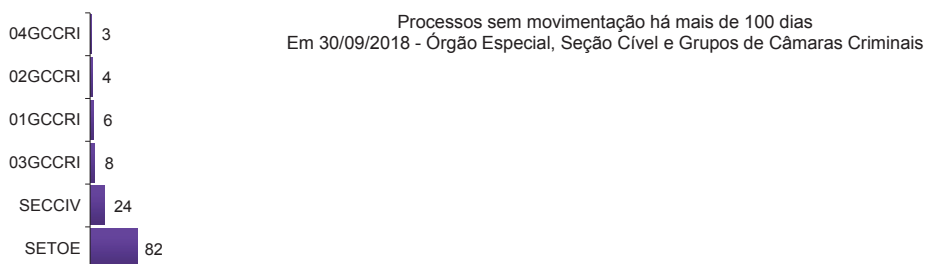 Processos sem movimentação há mais de 100 dias
Em 30/09/2018 - Órgão Especial, Seção Cível e Grupos de Câmaras Criminais
04GCCRI 3
02GCCRI 4
01GCCRI 6
03GCCRI 8
SECCIV 24
SETOE 82